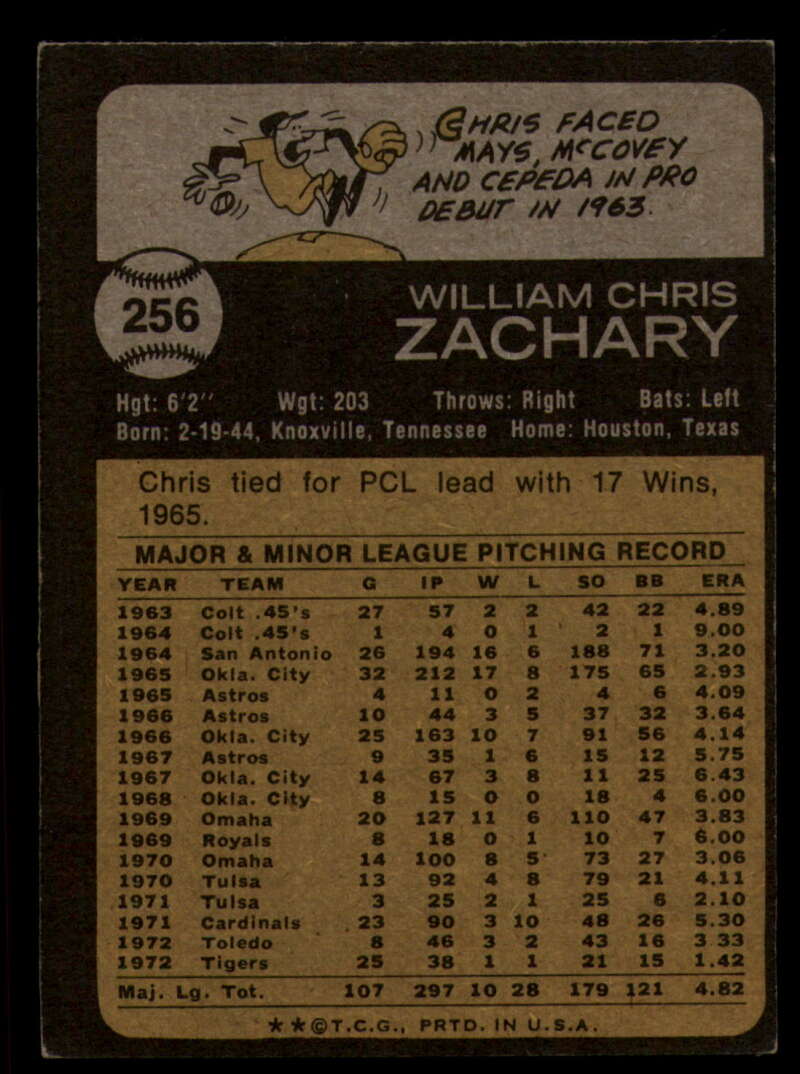 CHRIS FACED
MAYS, McCOVEY
AND CEPEDA IN PRO
DEBUT IN 1963.
256
WILLIAM CHRIS
ZACHARY
Hgt: 6'2" Wgt: 203 Throws: Right Bats: Left
Born: 2-19-44, Knoxville, Tennessee Home: Houston, Texas
Chris tied for PCL lead with 17 Wins,
1965.
MAJOR & MINOR LEAGUE PITCHING RECORD
YEAR TEAM G IP W L SO BB ERA
1963 Colt .45's 27 57 2 2 42 22 4.89
1964 Colt .45's 1 4 0 1 2 1 9.00
1964 San Antonio 26 194 16 6 188 71 3.20
1965 Okla. City 32 212 17 8 175 65 2.93
1965 Astros 4 11 0 2 4 6 4.09
1966 Astros 10 44 3 5 37 32 3.64
1966 Okla. City 25 163 10 7 91 56 4.14
1967 Astros 9 35 1 6 15 12 5.75
1967 Okla. City 14 67 3 8 11 25 6.43
1968 Okla. City 8 15 0 0 18 4 6.00
1969 Omaha 20 127 11 6 110 47 3.83
1969 Royals 8 18 0 1 10 7 6.00
1970 Omaha 14 100 8 5 73 27 3.06
1970 Tulsa 13 92 4 8 79 21 4.11
1971 Tulsa 3 25 2 1 25 6 2.10
1971 Cardinals 23 90 3 10 48 26 5.30
1972 Toledo 8 46 3 2 43 16 3.33
1972 Tigers 25 38 1 1 21 15 1.42
Maj. Lg. Tot. 107 297 10 28 179 121 4.82
★★©T.C.G., PRTD. IN U.S.A.